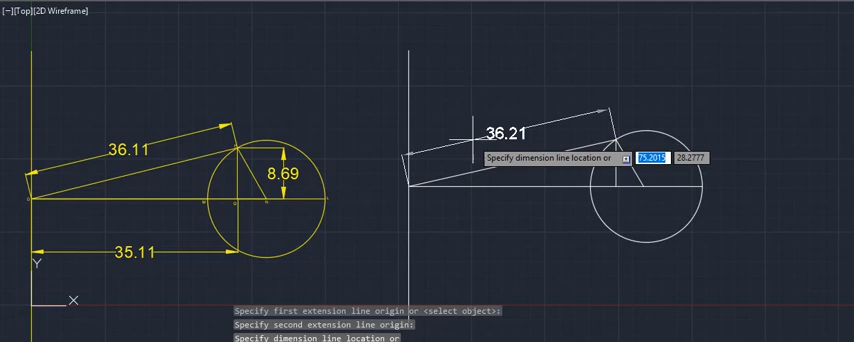 [−][Top][2D Wireframe]
36.11
36.21
Specify dimension line location or
75.2015
28.2777
8.69
35.11
Y
X
Specify first extension line origin or <select object>:
Specify second extension line origin:
Specify dimension line location or